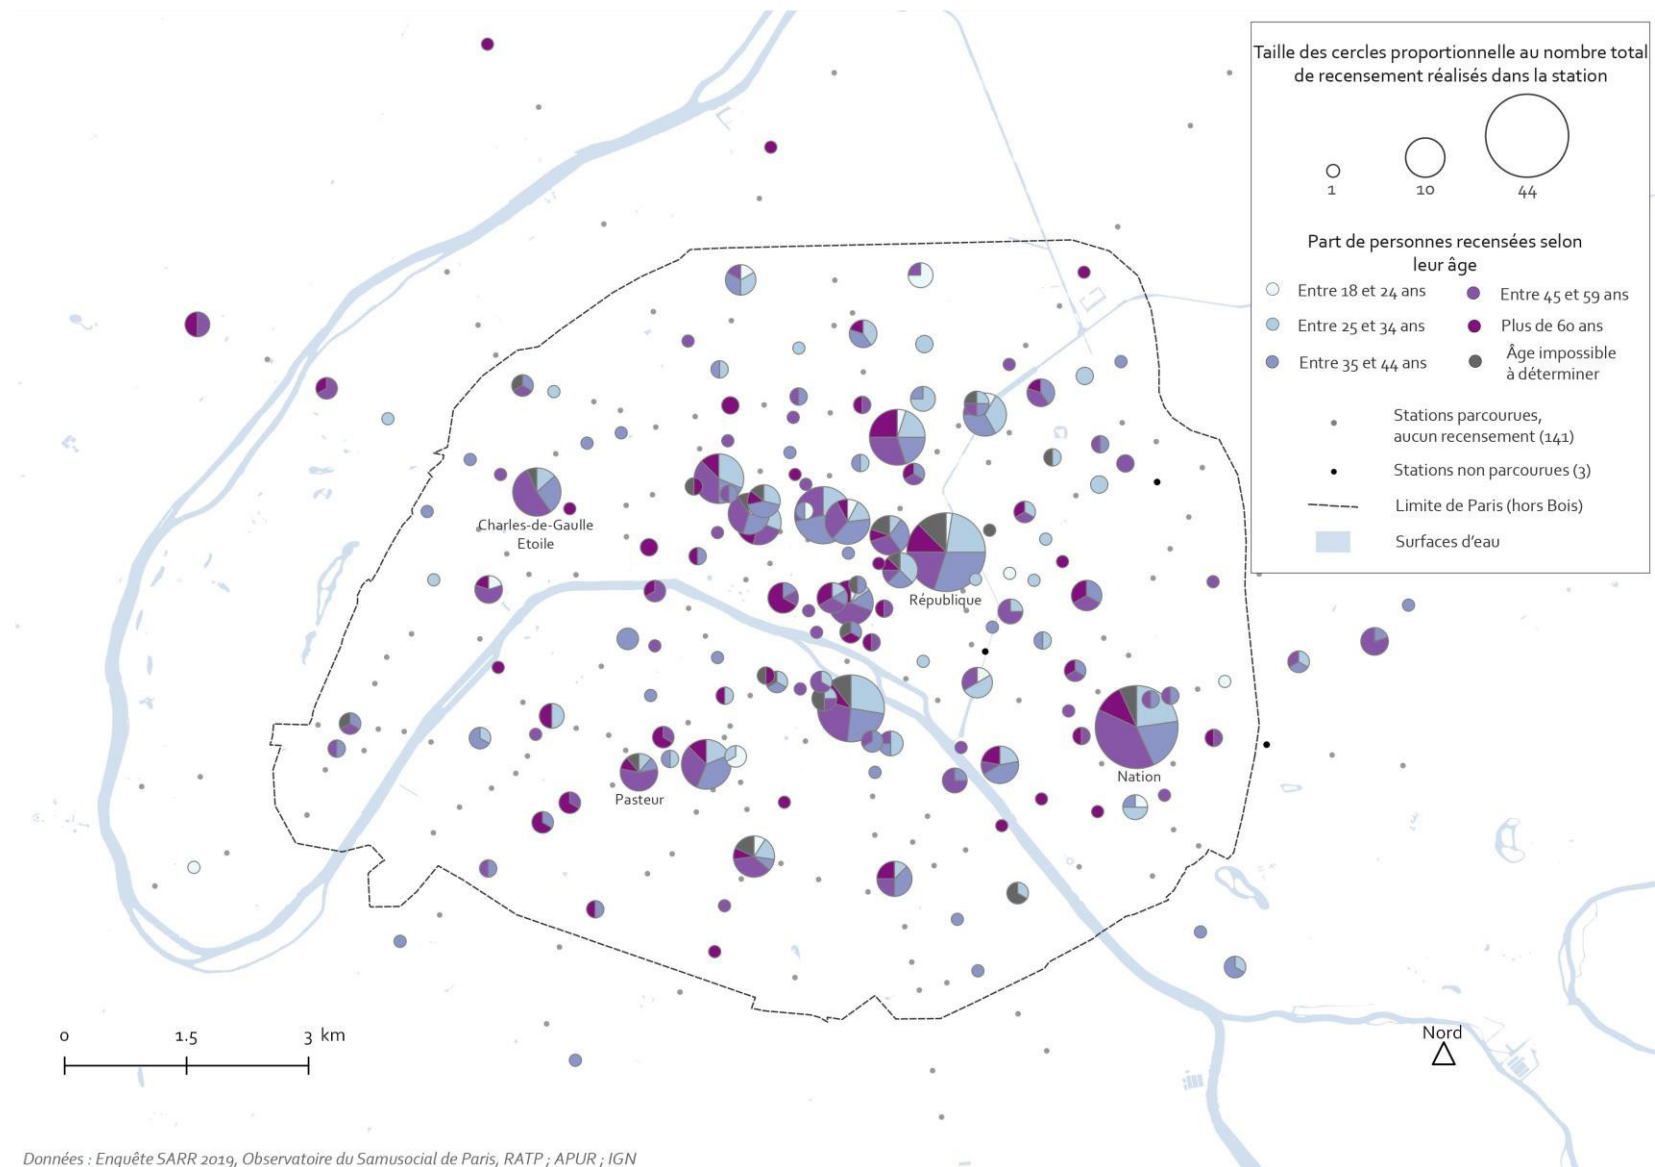 Taille des cercles proportionnelle au nombre total
de recensement réalisés dans la station
1
10
44
Part de personnes recensées selon
leur âge
Entre 18 et 24 ans
Entre 25 et 34 ans
Entre 35 et 44 ans
Entre 45 et 59 ans
Plus de 60 ans
Âge impossible
à déterminer
Stations parcourues,
aucun recensement (141)
Stations non parcourues (3)
Limite de Paris (hors Bois)
Surfaces d'eau
Charles-de-Gaulle
Etoile
République
Nation
Pasteur
0 1.5 3 km
Nord
Données : Enquête SARR 2019, Observatoire du Samusocial de Paris, RATP ; APUR ; IGN